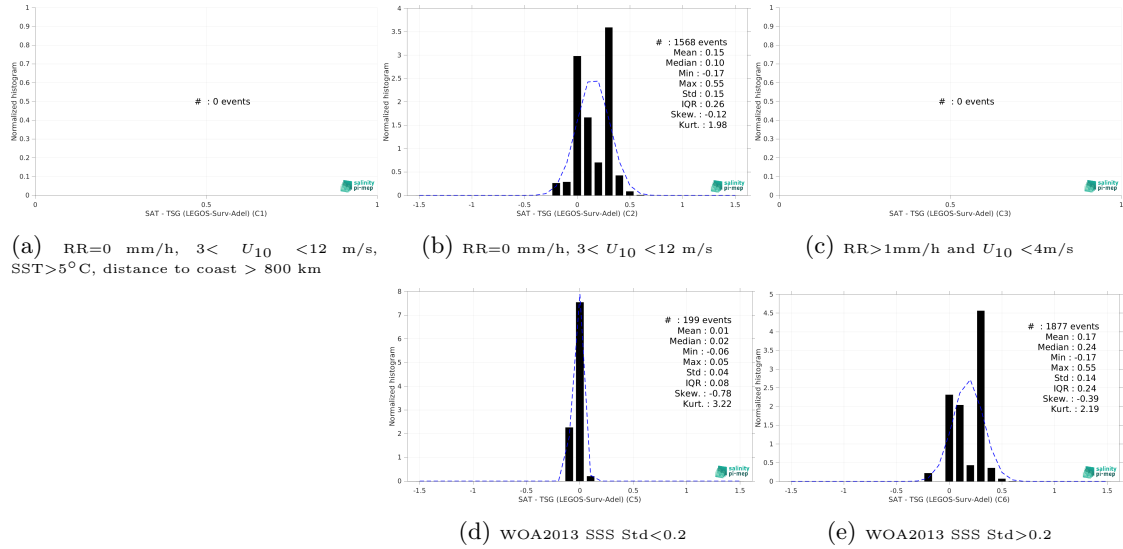 1
0.9
0.8
0.7
0.6
0.5
0.4
0.3
0.2
0.1
0
Normalized histogram
# : 0 events
salinity
pi-mep
0 0.5 1
SAT - TSG (LEGOS-Surv-Adel) (C1)
(a) RR=0 mm/h, 3< U10 <12 m/s,
SST>5°C, distance to coast > 800 km
4
3.5
3
2.5
2
1.5
1
0.5
0
Normalized histogram
# : 1568 events
Mean : 0.15
Median : 0.10
Min : -0.17
Max : 0.55
Std : 0.15
IQR : 0.26
Skew. : -0.12
Kurt. : 1.98
salinity
pi-mep
-1.5 -1 -0.5 0 0.5 1 1.5
SAT - TSG (LEGOS-Surv-Adel) (C2)
(b) RR=0 mm/h, 3< U10 <12 m/s
1
0.9
0.8
0.7
0.6
0.5
0.4
0.3
0.2
0.1
0
Normalized histogram
# : 0 events
salinity
pi-mep
0 0.5 1
SAT - TSG (LEGOS-Surv-Adel) (C3)
(c) RR>1mm/h and U10 <4m/s
8
7
6
5
4
3
2
1
0
Normalized histogram
# : 199 events
Mean : 0.01
Median : 0.02
Min : -0.06
Max : 0.05
Std : 0.04
IQR : 0.08
Skew. : -0.78
Kurt. : 3.22
salinity
pi-mep
-1.5 -1 -0.5 0 0.5 1 1.5
SAT - TSG (LEGOS-Surv-Adel) (C5)
(d) WOA2013 SSS Std<0.2
5
4.5
4
3.5
3
2.5
2
1.5
1
0.5
0
Normalized histogram
# : 1877 events
Mean : 0.17
Median : 0.24
Min : -0.17
Max : 0.55
Std : 0.14
IQR : 0.24
Skew. : -0.39
Kurt. : 2.19
salinity
pi-mep
-1.5 -1 -0.5 0 0.5 1 1.5
SAT - TSG (LEGOS-Surv-Adel) (C6)
(e) WOA2013 SSS Std>0.2